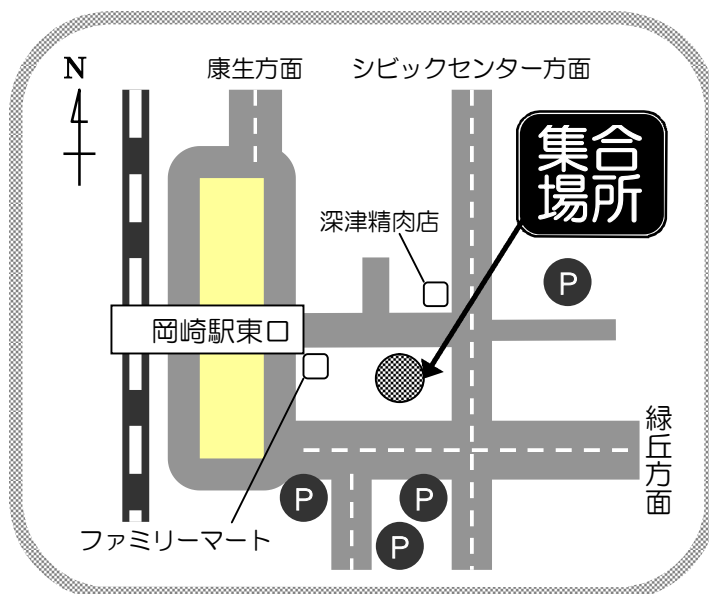 N
康生方面
シビックセンター方面
集合
場所
深津精肉店
P
岡崎駅東口
緑丘方面
P
P
P
ファミリーマート